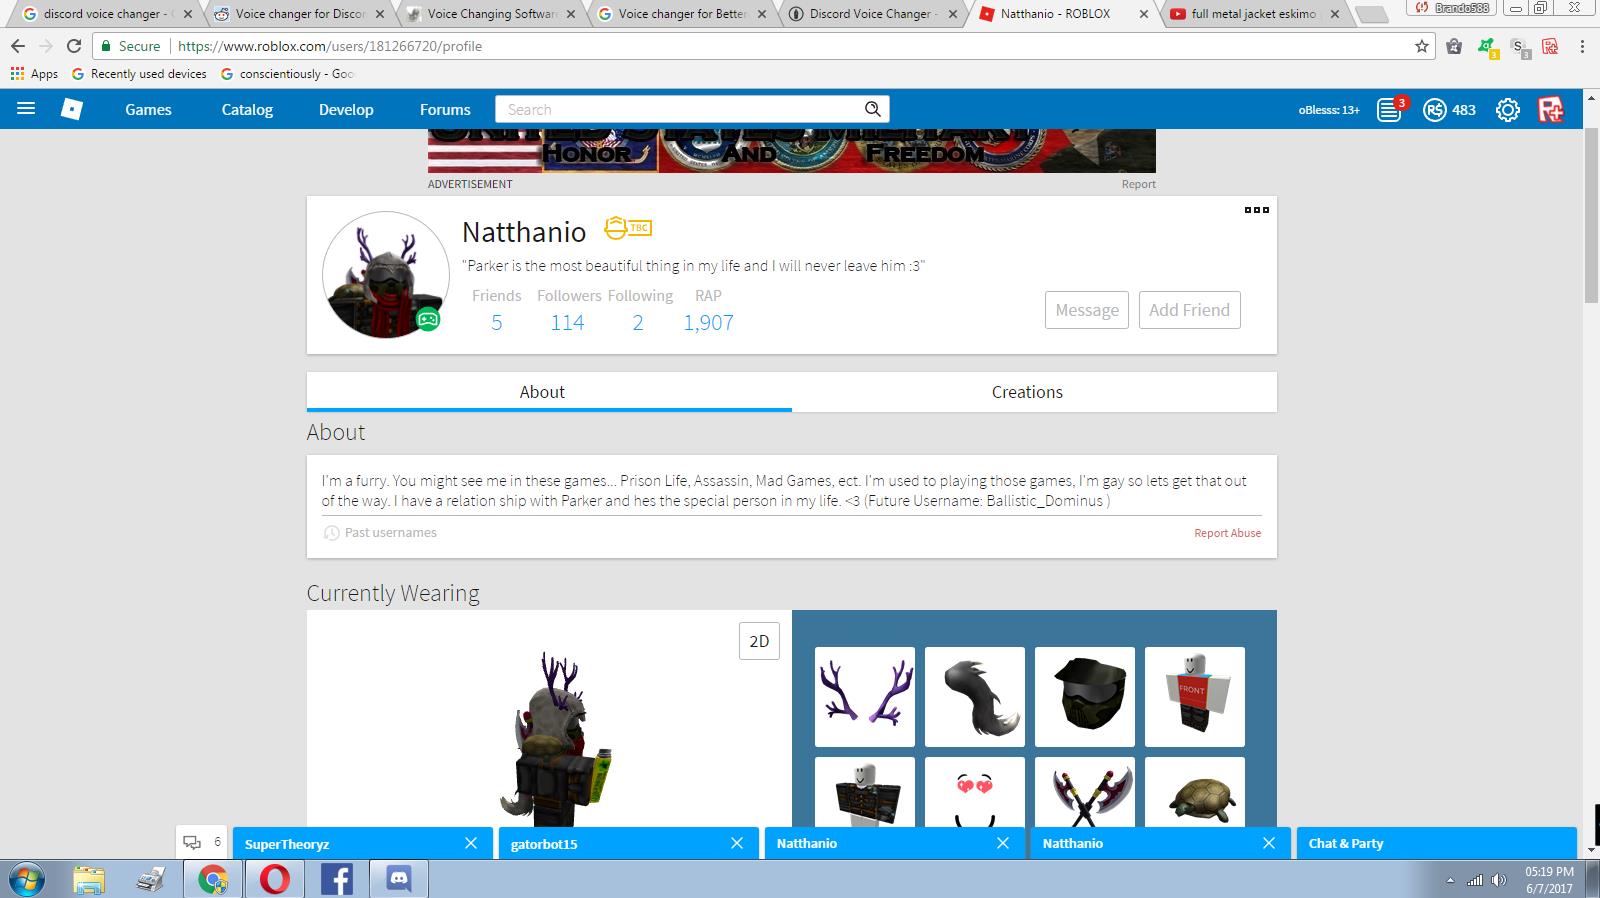 discord voice changer - 
Voice changer for Discor
Voice Changing Software
Voice changer for Better
Discord Voice Changer -
Natthanio - ROBLOX
full metal jacket eskimo
Brando588
Secure
https://www.roblox.com/users/181266720/profile
Apps
Recently used devices
conscientiously - Goo
Games
Catalog
Develop
Forums
Search
oBlesss: 13+
3
R$ 483
Honor And Freedom
ADVERTISEMENT
Report
Natthanio
TBC
"Parker is the most beautiful thing in my life and I will never leave him :3"
Friends Followers Following RAP
5 114 2 1,907
Message
Add Friend
About
Creations
About
I'm a furry. You might see me in these games... Prison Life, Assassin, Mad Games, ect. I'm used to playing those games, I'm gay so lets get that out
of the way. I have a relation ship with Parker and hes the special person in my life. <3 (Future Username: Ballistic_Dominus )
Past usernames
Report Abuse
Currently Wearing
2D
FRONT
6
SuperTheoryz
gatorbot15
Natthanio
Natthanio
Chat & Party
05:19 PM
6/7/2017